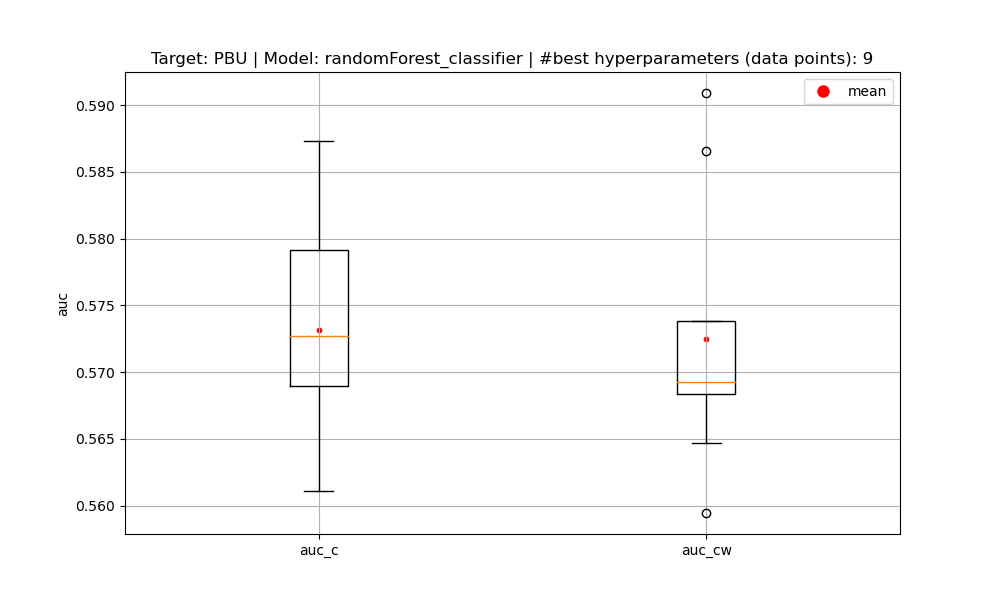 Target: PBU | Model: randomForest_classifier | #best hyperparameters (data points): 9
mean
0.590
0.585
0.580
0.575
0.570
0.565
0.560
auc
auc_c
auc_cw